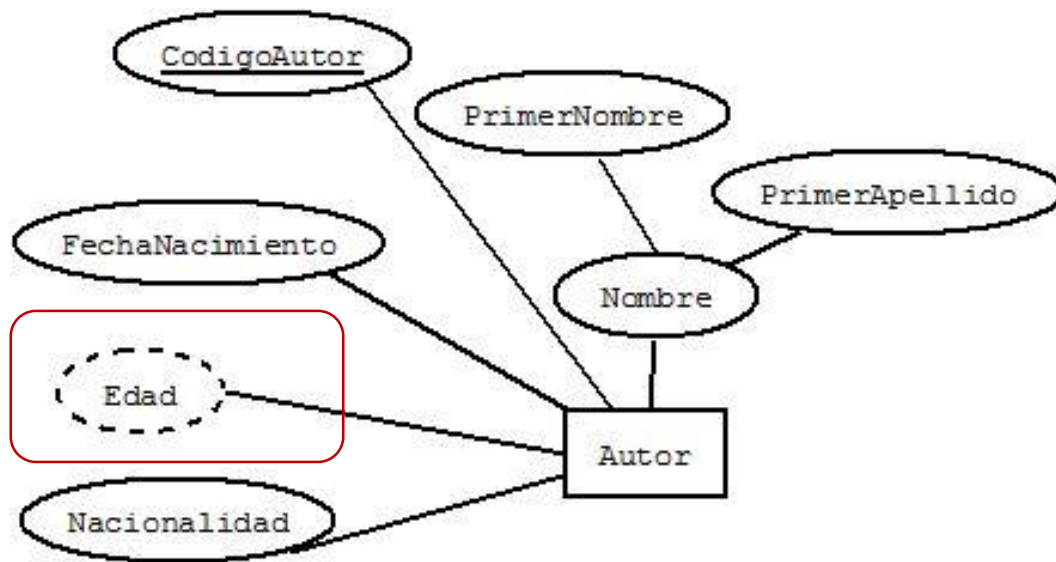 CodigoAutor
PrimerNombre
PrimerApellido
FechaNacimiento
Nombre
Edad
Autor
Nacionalidad